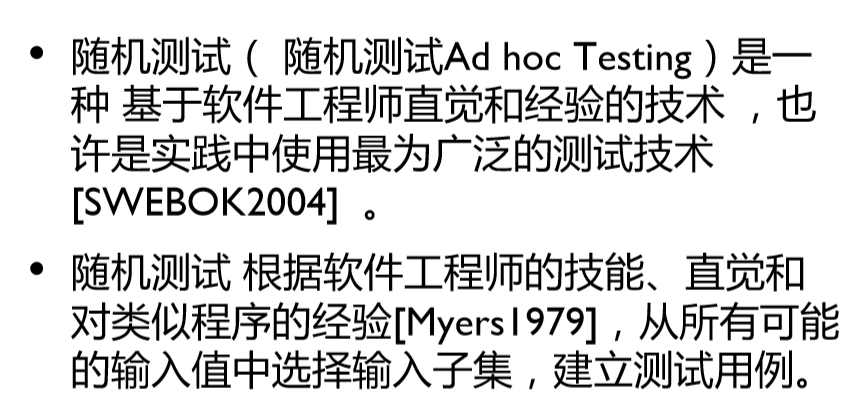 • 随机测试（ 随机测试Ad hoc Testing）是一
种 基于软件工程师直觉和经验的技术 ，也
许是实践中使用最为广泛的测试技术
[SWEBOK2004] 。
• 随机测试 根据软件工程师的技能、直觉和
对类似程序的经验[Myers1979]，从所有可能
的输入值中选择输入子集，建立测试用例。